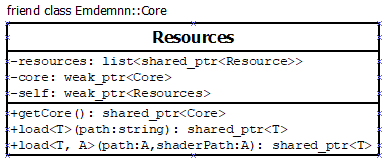 friend class Emdemnn::Core
Resources
-resources: list<shared_ptr<Resource>>
-core: weak_ptr<Core>
-self: weak_ptr<Resources>
+getCore(): shared_ptr<Core>
+load<T>(path:string): shared_ptr<T>
+load<T, A>(path:A,shaderPath:A): shared_ptr<T>